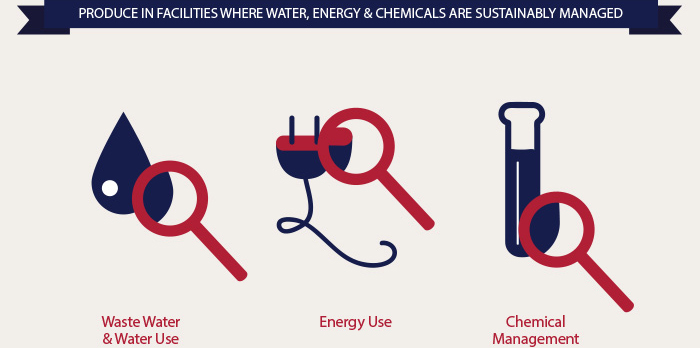 PRODUCE IN FACILITIES WHERE WATER, ENERGY & CHEMICALS ARE SUSTAINABLY MANAGED
Waste Water
& Water Use
Energy Use
Chemical
Management